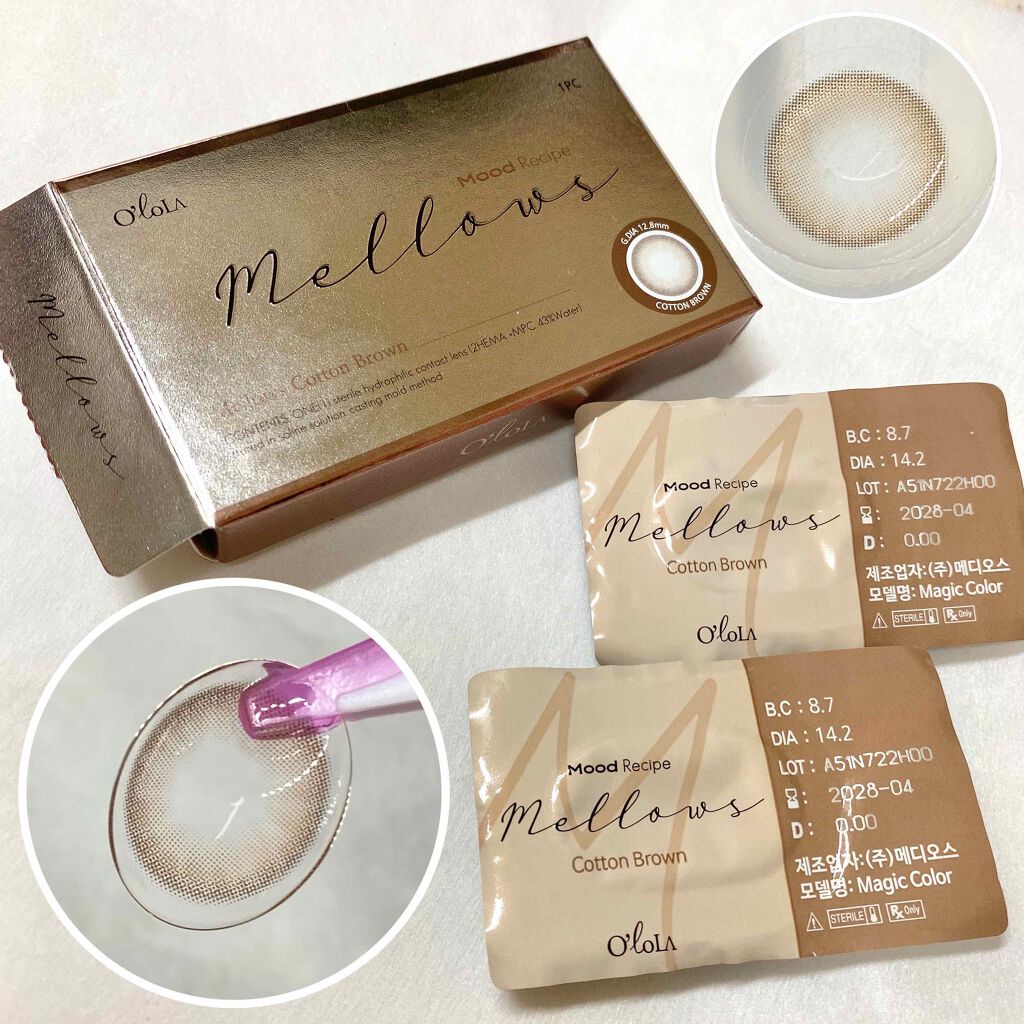 1PC
O'loLA
Mood Recipe
Mellows
G.DIA 12.8mm
COTTON BROWN
Cotton Brown
CONTENTS: ONE(1) sterile hydrophilic contact lens (2HEMA +MPC 43%Water)
in saline solution. casting mold method
O'loLA
Mellows
Mood Recipe
Mellows
Cotton Brown
O'loLA
B.C : 8.7
DIA : 14.2
LOT : A51N722H00
: 2028-04
D : 0.00
제조업자: (주)메디오스
모델명: Magic Color
STERILE
Rx Only
Mood Recipe
Mellows
Cotton Brown
O'loLA
B.C : 8.7
DIA : 14.2
LOT : A51N722H00
: 2028-04
D : 0.00
제조업자: (주)메디오스
모델명: Magic Color
STERILE
Rx Only